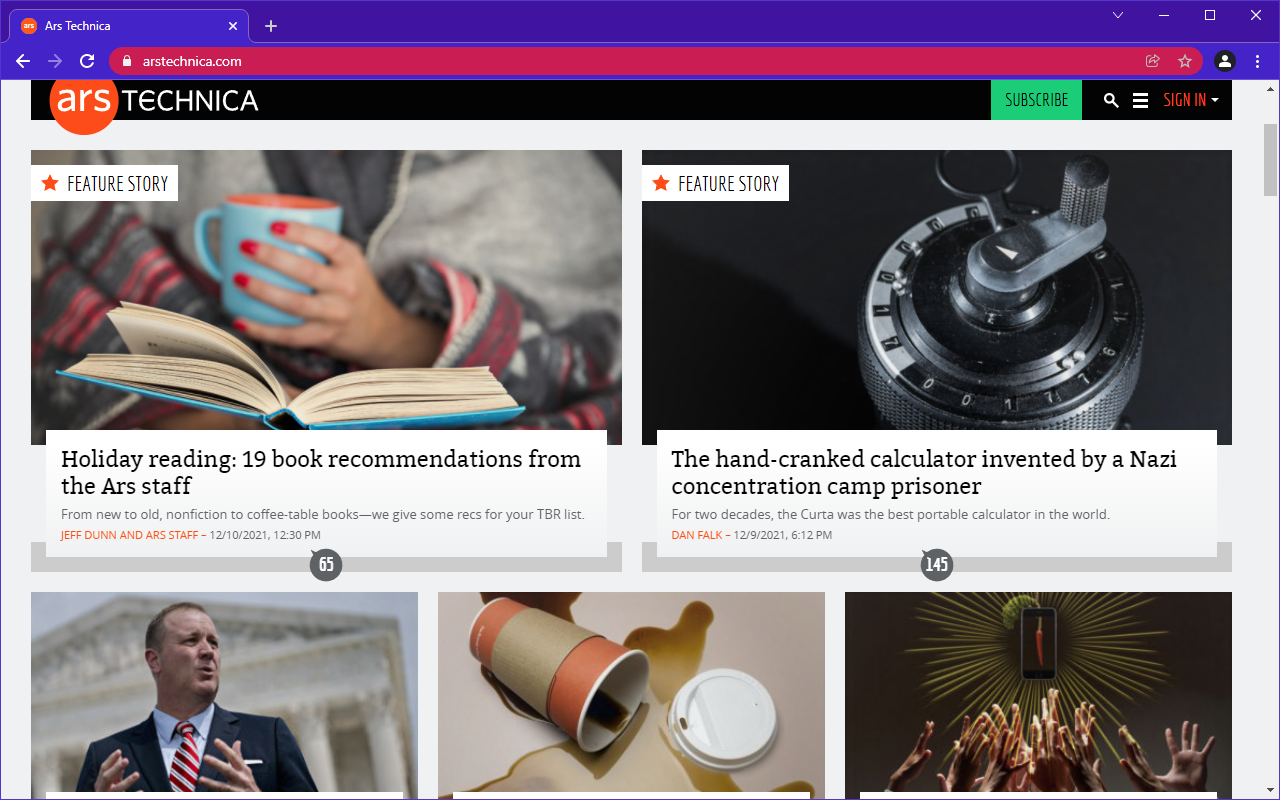 ars
Ars Technica
arstechnica.com
ars TECHNICA
SUBSCRIBE
SIGN IN
FEATURE STORY
FEATURE STORY
Holiday reading: 19 book recommendations from
the Ars staff
From new to old, nonfiction to coffee-table books—we give some recs for your TBR list.
JEFF DUNN AND ARS STAFF – 12/10/2021, 12:30 PM
65
The hand-cranked calculator invented by a Nazi
concentration camp prisoner
For two decades, the Curta was the best portable calculator in the world.
DAN FALK – 12/9/2021, 6:12 PM
145